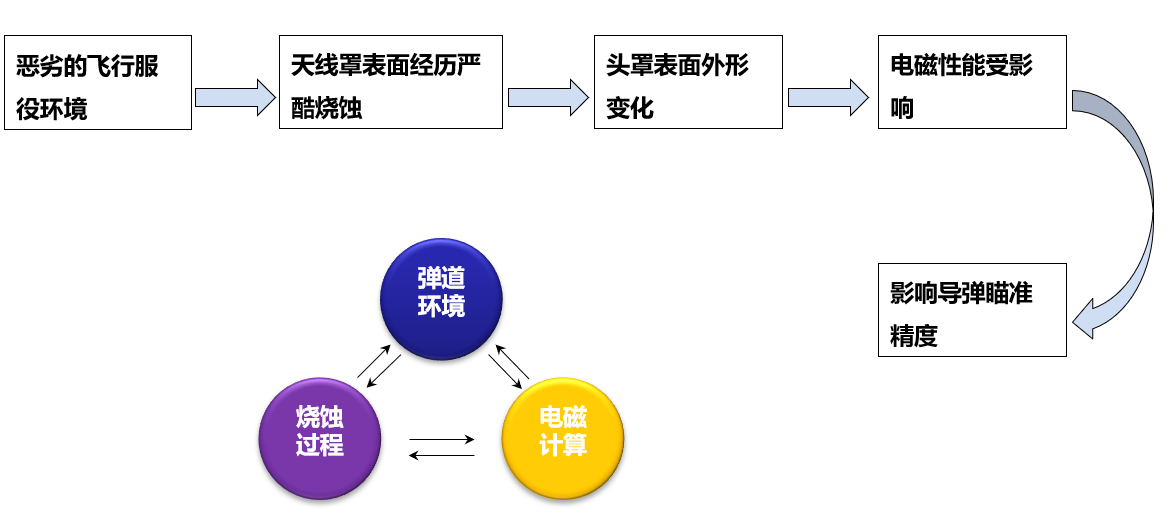 恶劣的飞行服
役环境
天线罩表面经历严
酷烧蚀
头罩表面外形
变化
电磁性能受影
响
影响导弹瞄准
精度
弹道
环境
烧蚀
过程
电磁
计算